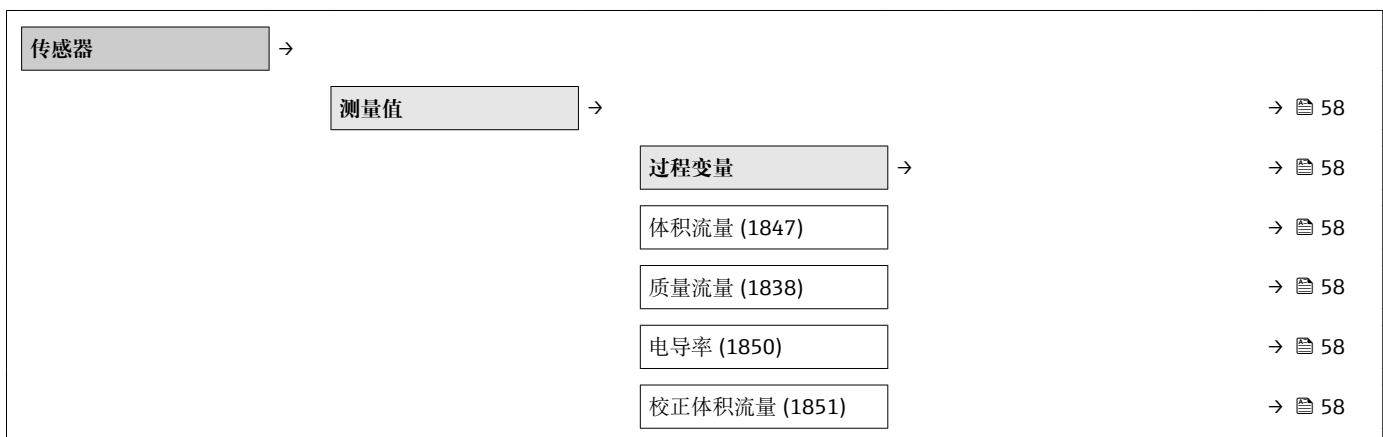 传感器 →
测量值 → → 58
过程变量 → → 58
体积流量 (1847) → 58
质量流量 (1838) → 58
电导率 (1850) → 58
校正体积流量 (1851) → 58